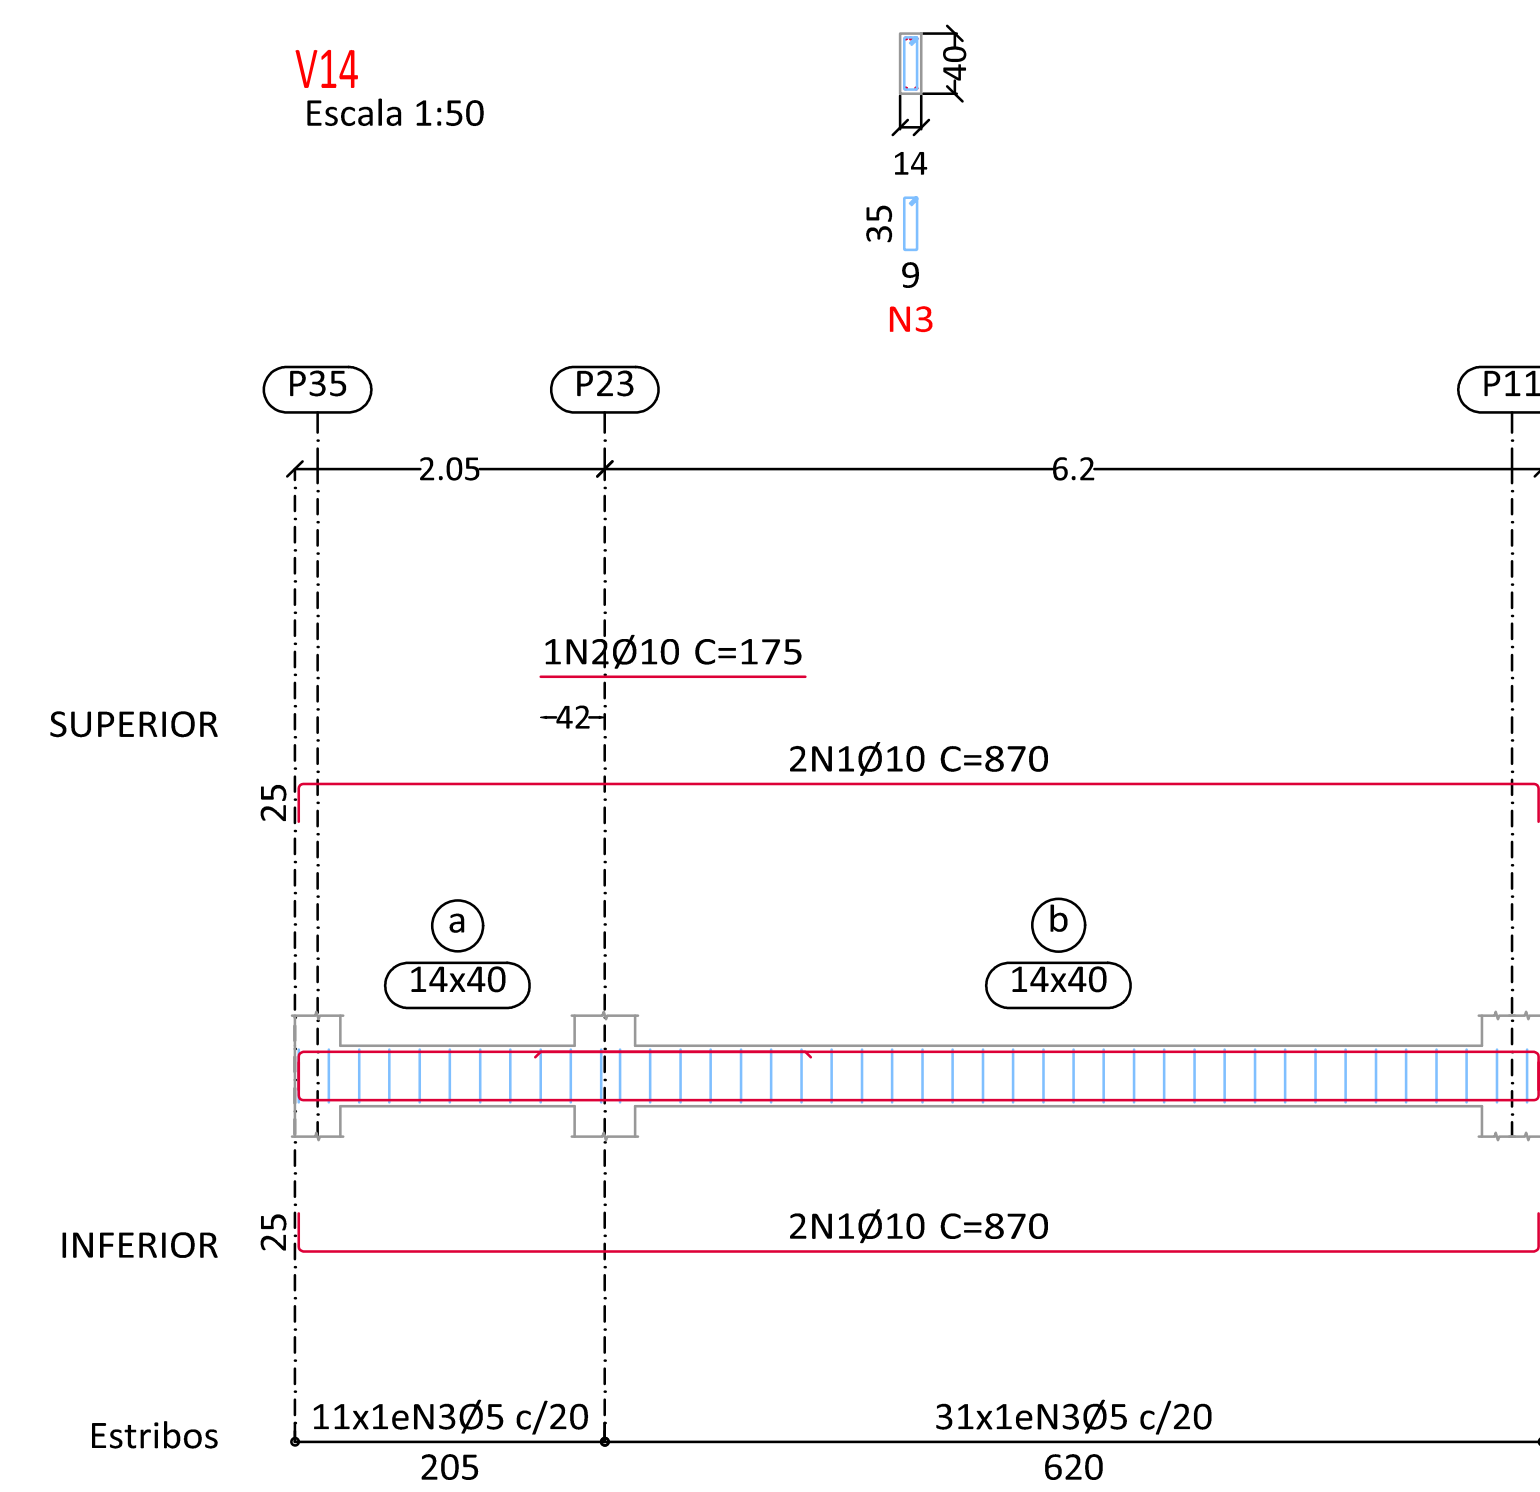 V14
Escala 1:50
40
14
35
9
N3
P35
P23
P11
2.05
6.2
1N2Ø10 C=175
42
SUPERIOR
2N1Ø10 C=870
25
a
b
14x40
14x40
25
2N1Ø10 C=870
INFERIOR
11x1eN3Ø5 c/20
31x1eN3Ø5 c/20
Estribos
205
620